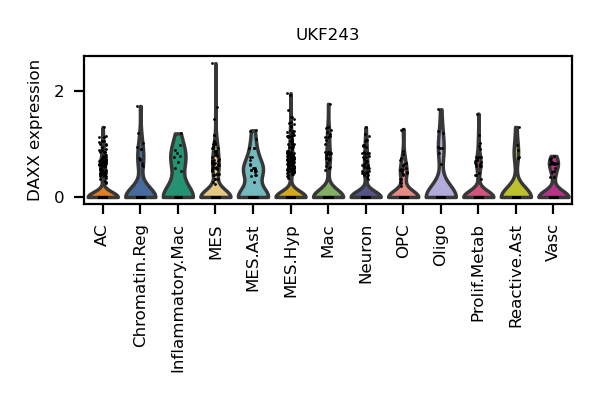 UKF243
DAXX expression
2
0
AC
Chromatin.Reg
Inflammatory.Mac
MES
MES.Ast
MES.Hyp
Mac
Neuron
OPC
Oligo
Prolif.Metab
Reactive.Ast
Vasc